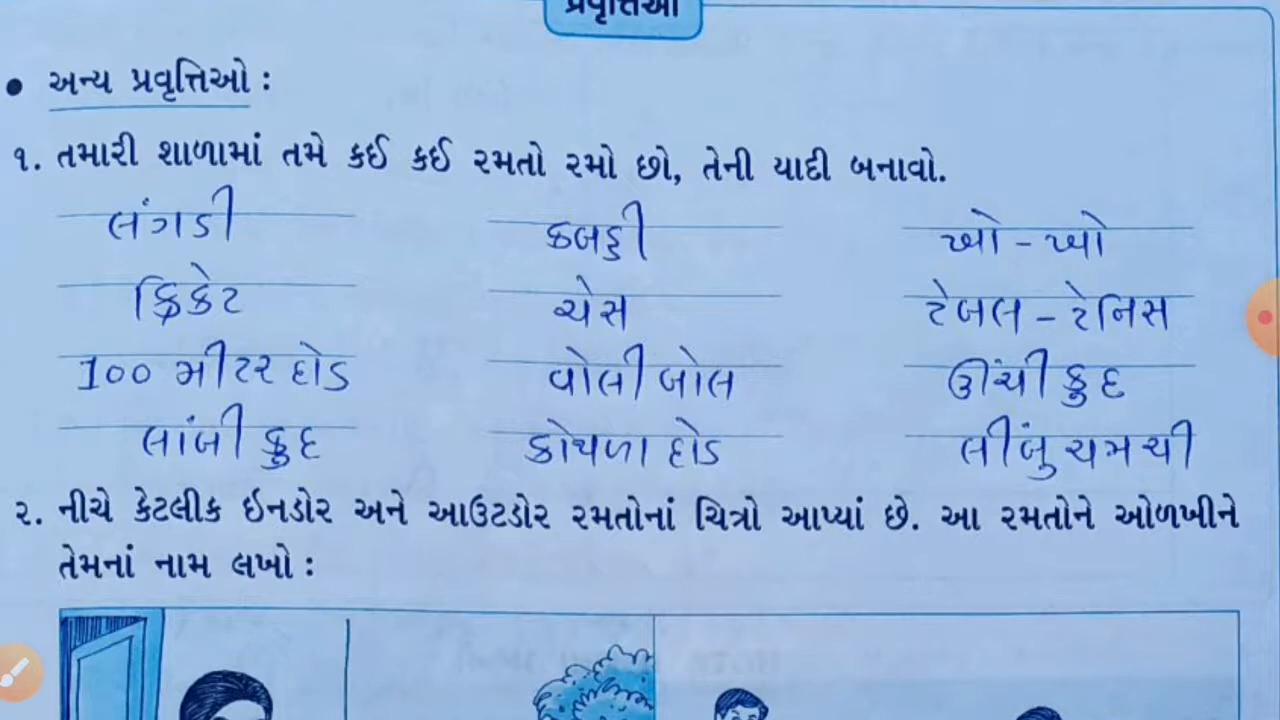 પ્રવૃત્તિઓ
• અન્ય પ્રવૃત્તિઓ :
૧. તમારી શાળામાં તમે કઈ કઈ રમતો રમો છો, તેની યાદી બનાવો.
લંગડી કબડ્ડી ખો - ખો
ક્રિકેટ ચેસ ટેબલ - ટેનિસ
100 મીટર દોડ વોલીબોલ ઊંચી કુદ
લાંબી કુદ કોથળા દોડ લીંબું ચમચી
૨. નીચે કેટલીક ઇનડોર અને આઉટડોર રમતોનાં ચિત્રો આપ્યાં છે. આ રમતોને ઓળખીને
તેમનાં નામ લખો :